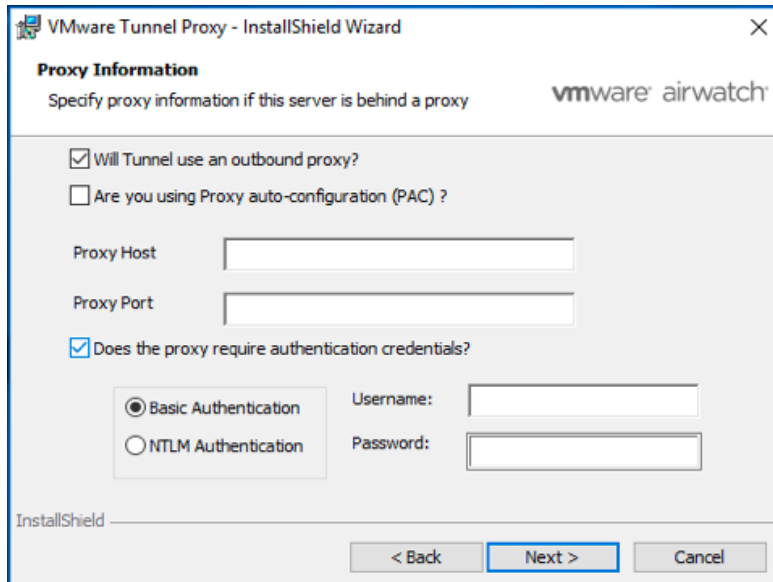 VMware Tunnel Proxy - InstallShield Wizard
Proxy Information
Specify proxy information if this server is behind a proxy
vmware airwatch
Will Tunnel use an outbound proxy?
Are you using Proxy auto-configuration (PAC) ?
Proxy Host
Proxy Port
Does the proxy require authentication credentials?
Basic Authentication
Username:
NTLM Authentication
Password:
InstallShield
< Back
Next >
Cancel